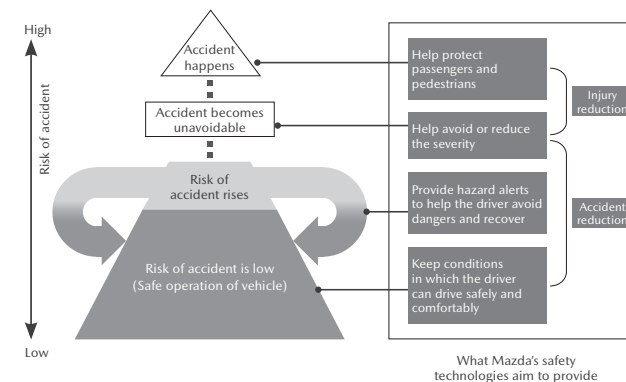 High
Risk of accident
Low
Accident
happens
Accident becomes
unavoidable
Risk of
accident rises
Risk of accident is low
(Safe operation of vehicle)
Help protect
passengers and
pedestrians
Help avoid or reduce
the severity
Provide hazard alerts
to help the driver avoid
dangers and recover
Keep conditions
in which the driver
can drive safely and
comfortably
Injury
reduction
Accident
reduction
What Mazda's safety
technologies aim to provide